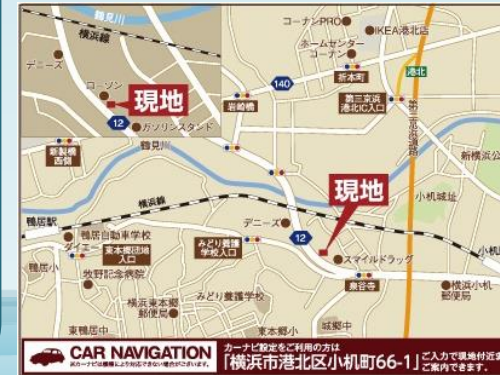 横浜線
鶴見川
デニーズ
ローソン
現地
12
ガソリンスタンド
鶴見川
新製橋
西側
岩崎橋
140
コーナンPRO
IKEA港北店
ホームセンター
コーナン
折本町
港北
第三京浜
港北IC入口
第三京浜道路
新横浜公
小机城址
横浜線
鴨居駅
鴨居自動車学校
ダイエー
東本郷団地
入口
鴨居小
牧野記念病院
みどり養護
学校入口
デニーズ
12
現地
スマイルドラッグ
泉谷寺
小机
横浜小机
郵便局
横浜東本郷
郵便局
みどり養護学校
東鴨居中
東本郷小
城郷中
CAR NAVIGATION
カーナビ設定をご利用の方は
「横浜市港北区小机町66-1」
ご入力で現地付近ま
ご案内できます。